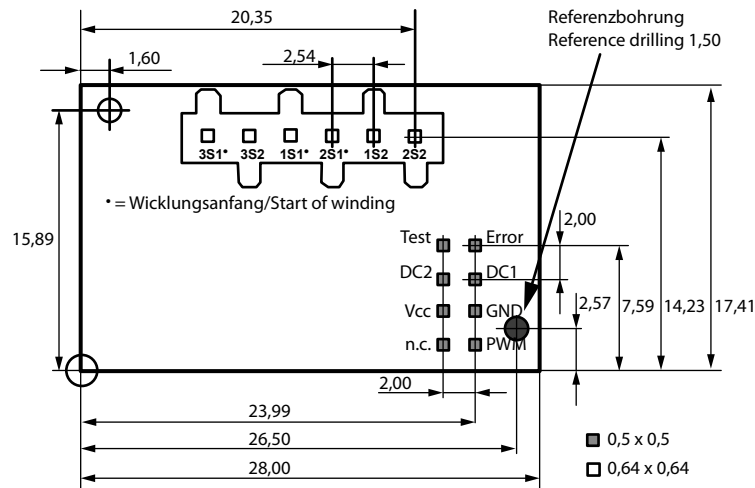 20,35
Referenzbohrung
Reference drilling 1,50
1,60
2,54
3S1• 3S2 1S1• 2S1• 1S2 2S2
• = Wicklungsanfang/Start of winding
15,89
2,00
Test Error
DC2 DC1
Vcc GND
n.c. PWM
2,57 7,59 14,23 17,41
2,00
23,99
26,50
28,00
0,5 x 0,5
0,64 x 0,64